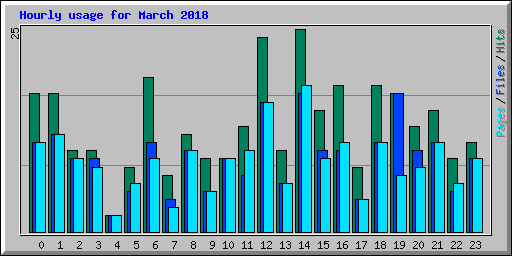 Hourly usage for March 2018
25
Pages / Files / Hits
0 1 2 3 4 5 6 7 8 9 10 11 12 13 14 15 16 17 18 19 20 21 22 23